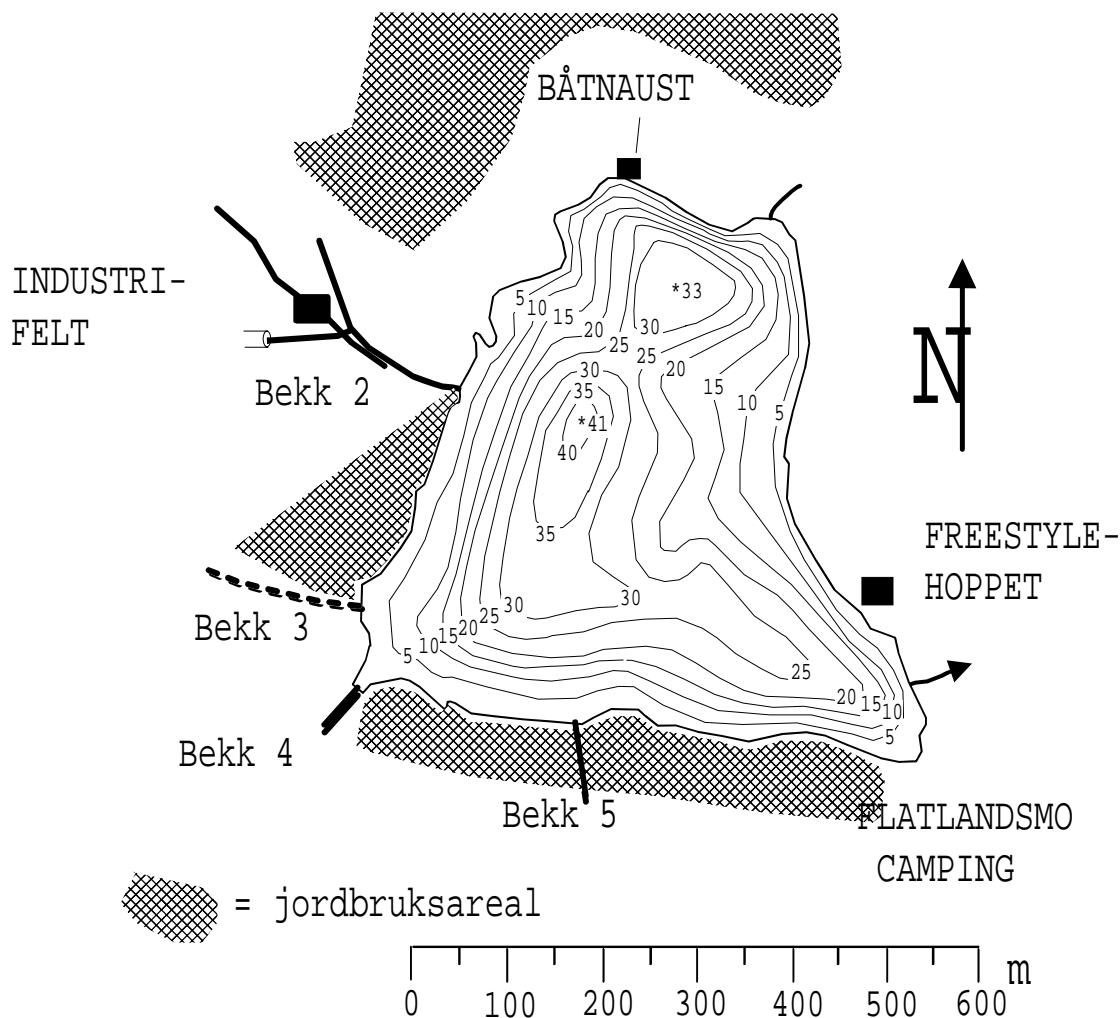 BÅTNAUST
INDUSTRI-
FELT
Bekk 2
*33
5
10
15
20
25
30
25
20
15
10
5
30
35
*41
40
35
N
FREESTYLE-
HOPPET
Bekk 3
30
25
20
15
10
5
30
25
20
15
10
5
Bekk 4
Bekk 5
FLATLANDSMO
CAMPING
= jordbruksareal
m
0 100 200 300 400 500 600